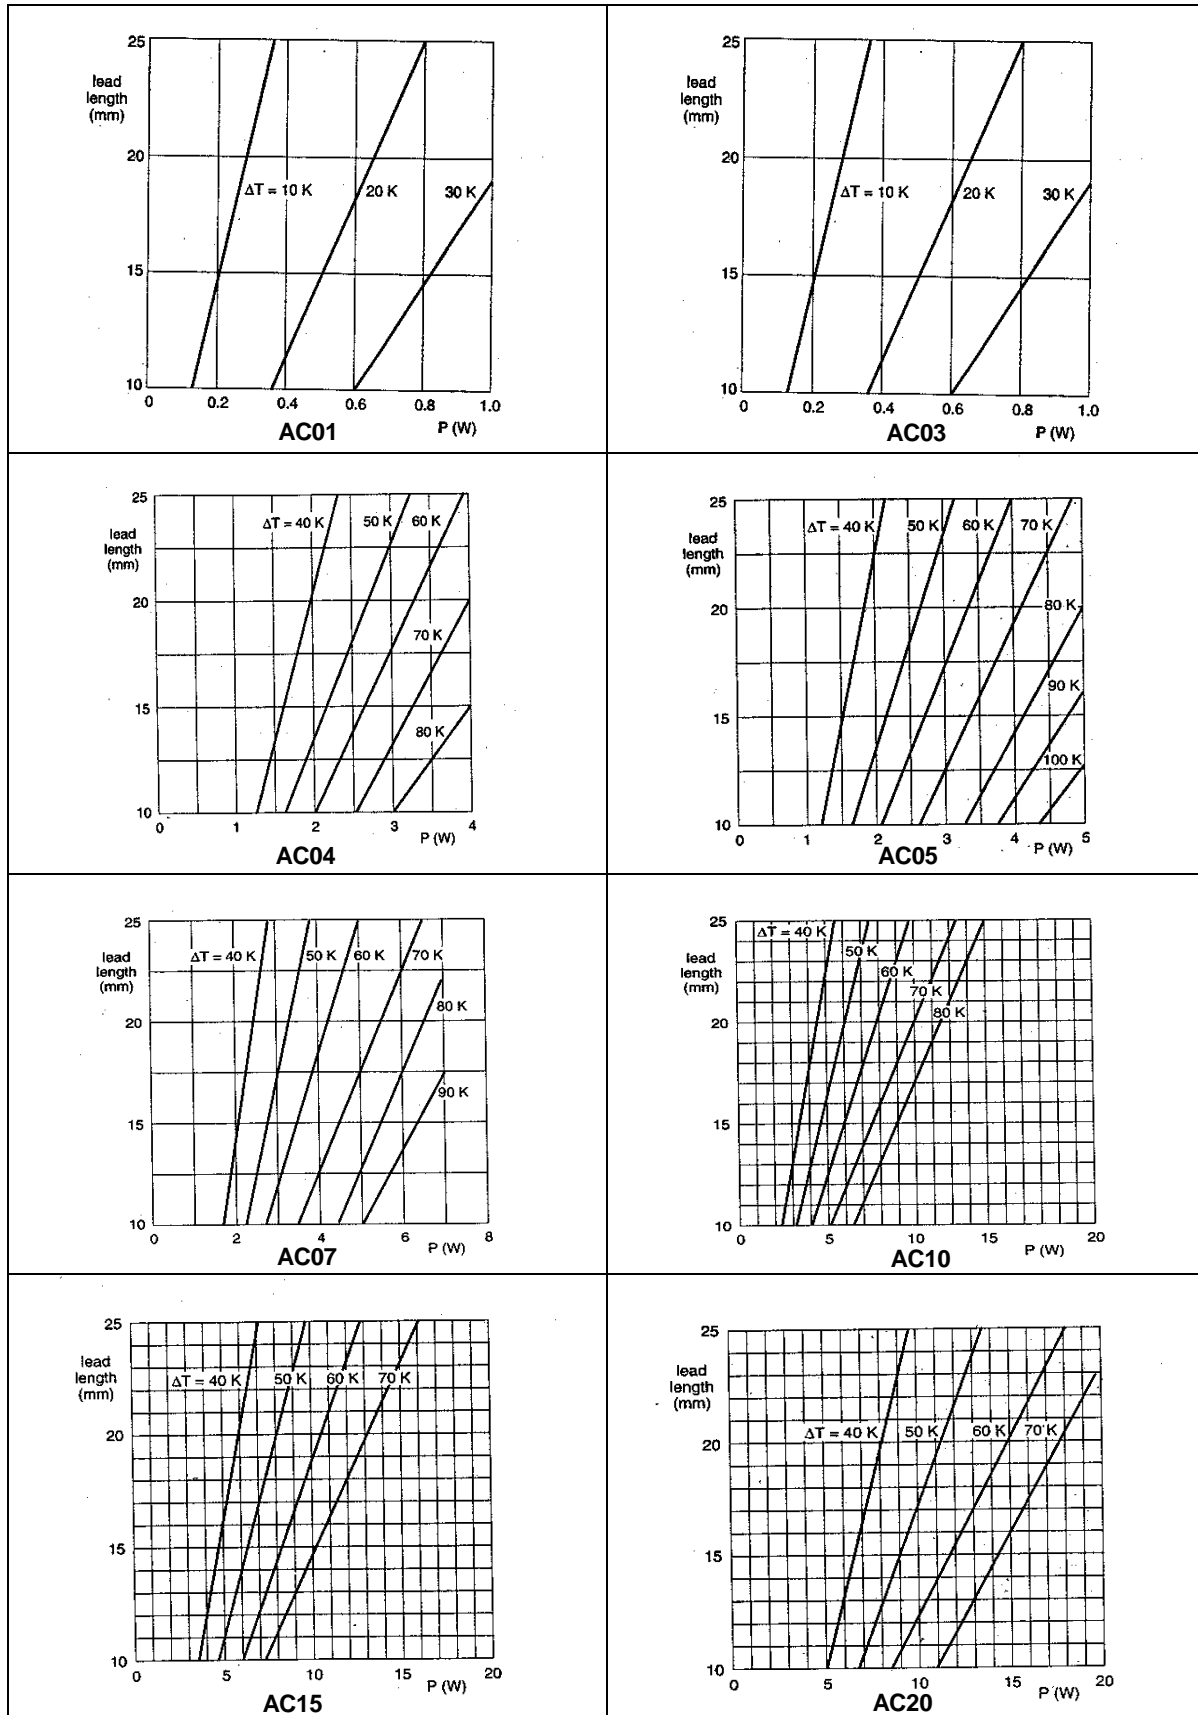 25
lead
length
(mm)
20
ΔT = 10 K
20 K
30 K
15
10
0
0.2
0.4
0.6
0.8
1.0
P (W)
AC01
25
lead
length
(mm)
20
ΔT = 10 K
20 K
30 K
15
10
0
0.2
0.4
0.6
0.8
1.0
P (W)
AC03
25
lead
length
(mm)
ΔT = 40 K
50 K
60 K
20
70 K
15
80 K
10
0
1
2
3
4
P (W)
AC04
25
lead
length
(mm)
ΔT = 40 K
50 K
60 K
70 K
20
80 K
90 K
15
100 K
10
0
1
2
3
4
5
P (W)
AC05
25
lead
length
(mm)
ΔT = 40 K
50 K
60 K
70 K
80 K
20
90 K
15
10
0
2
4
6
8
P (W)
AC07
25
lead
length
(mm)
ΔT = 40 K
50 K
60 K
70 K
80 K
20
15
10
0
5
10
15
20
P (W)
AC10
25
lead
length
(mm)
ΔT = 40 K
50 K
60 K
70 K
20
15
10
0
5
10
15
20
P (W)
AC15
25
lead
length
(mm)
ΔT = 40 K
50 K
60 K
70 K
20
15
10
0
5
10
15
20
P (W)
AC20